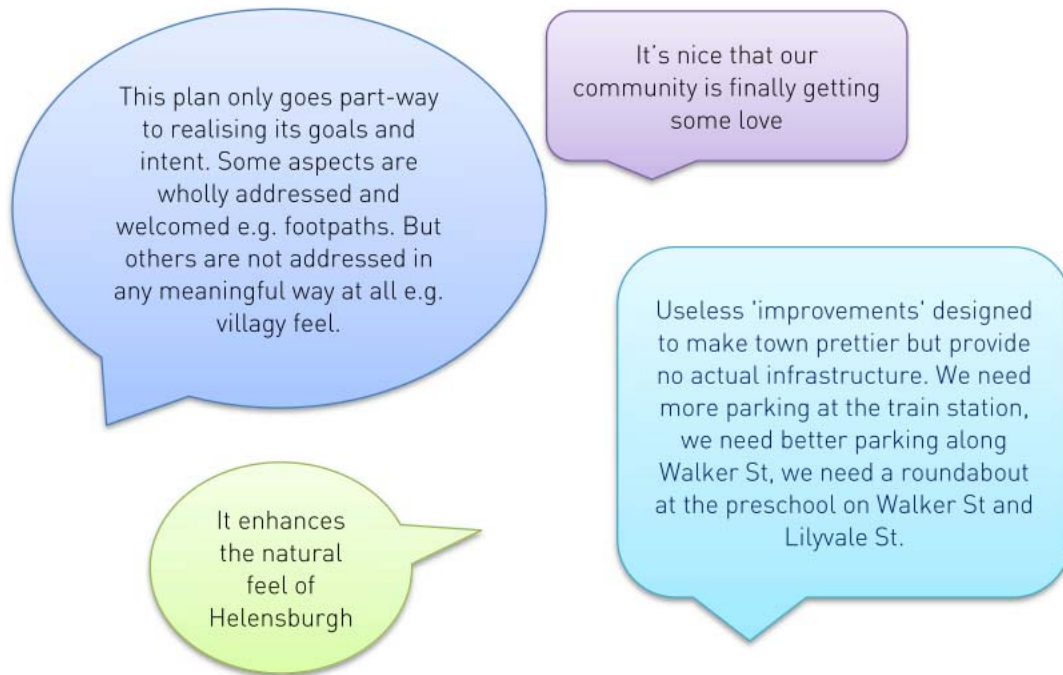 This plan only goes part-way
to realising its goals and
intent. Some aspects are
wholly addressed and
welcomed e.g. footpaths. But
others are not addressed in
any meaningful way at all e.g.
villagy feel.
It's nice that our
community is finally getting
some love
Useless 'improvements' designed
to make town prettier but provide
no actual infrastructure. We need
more parking at the train station,
we need better parking along
Walker St, we need a roundabout
at the preschool on Walker St and
Lilyvale St.
It enhances
the natural
feel of
Helensburgh